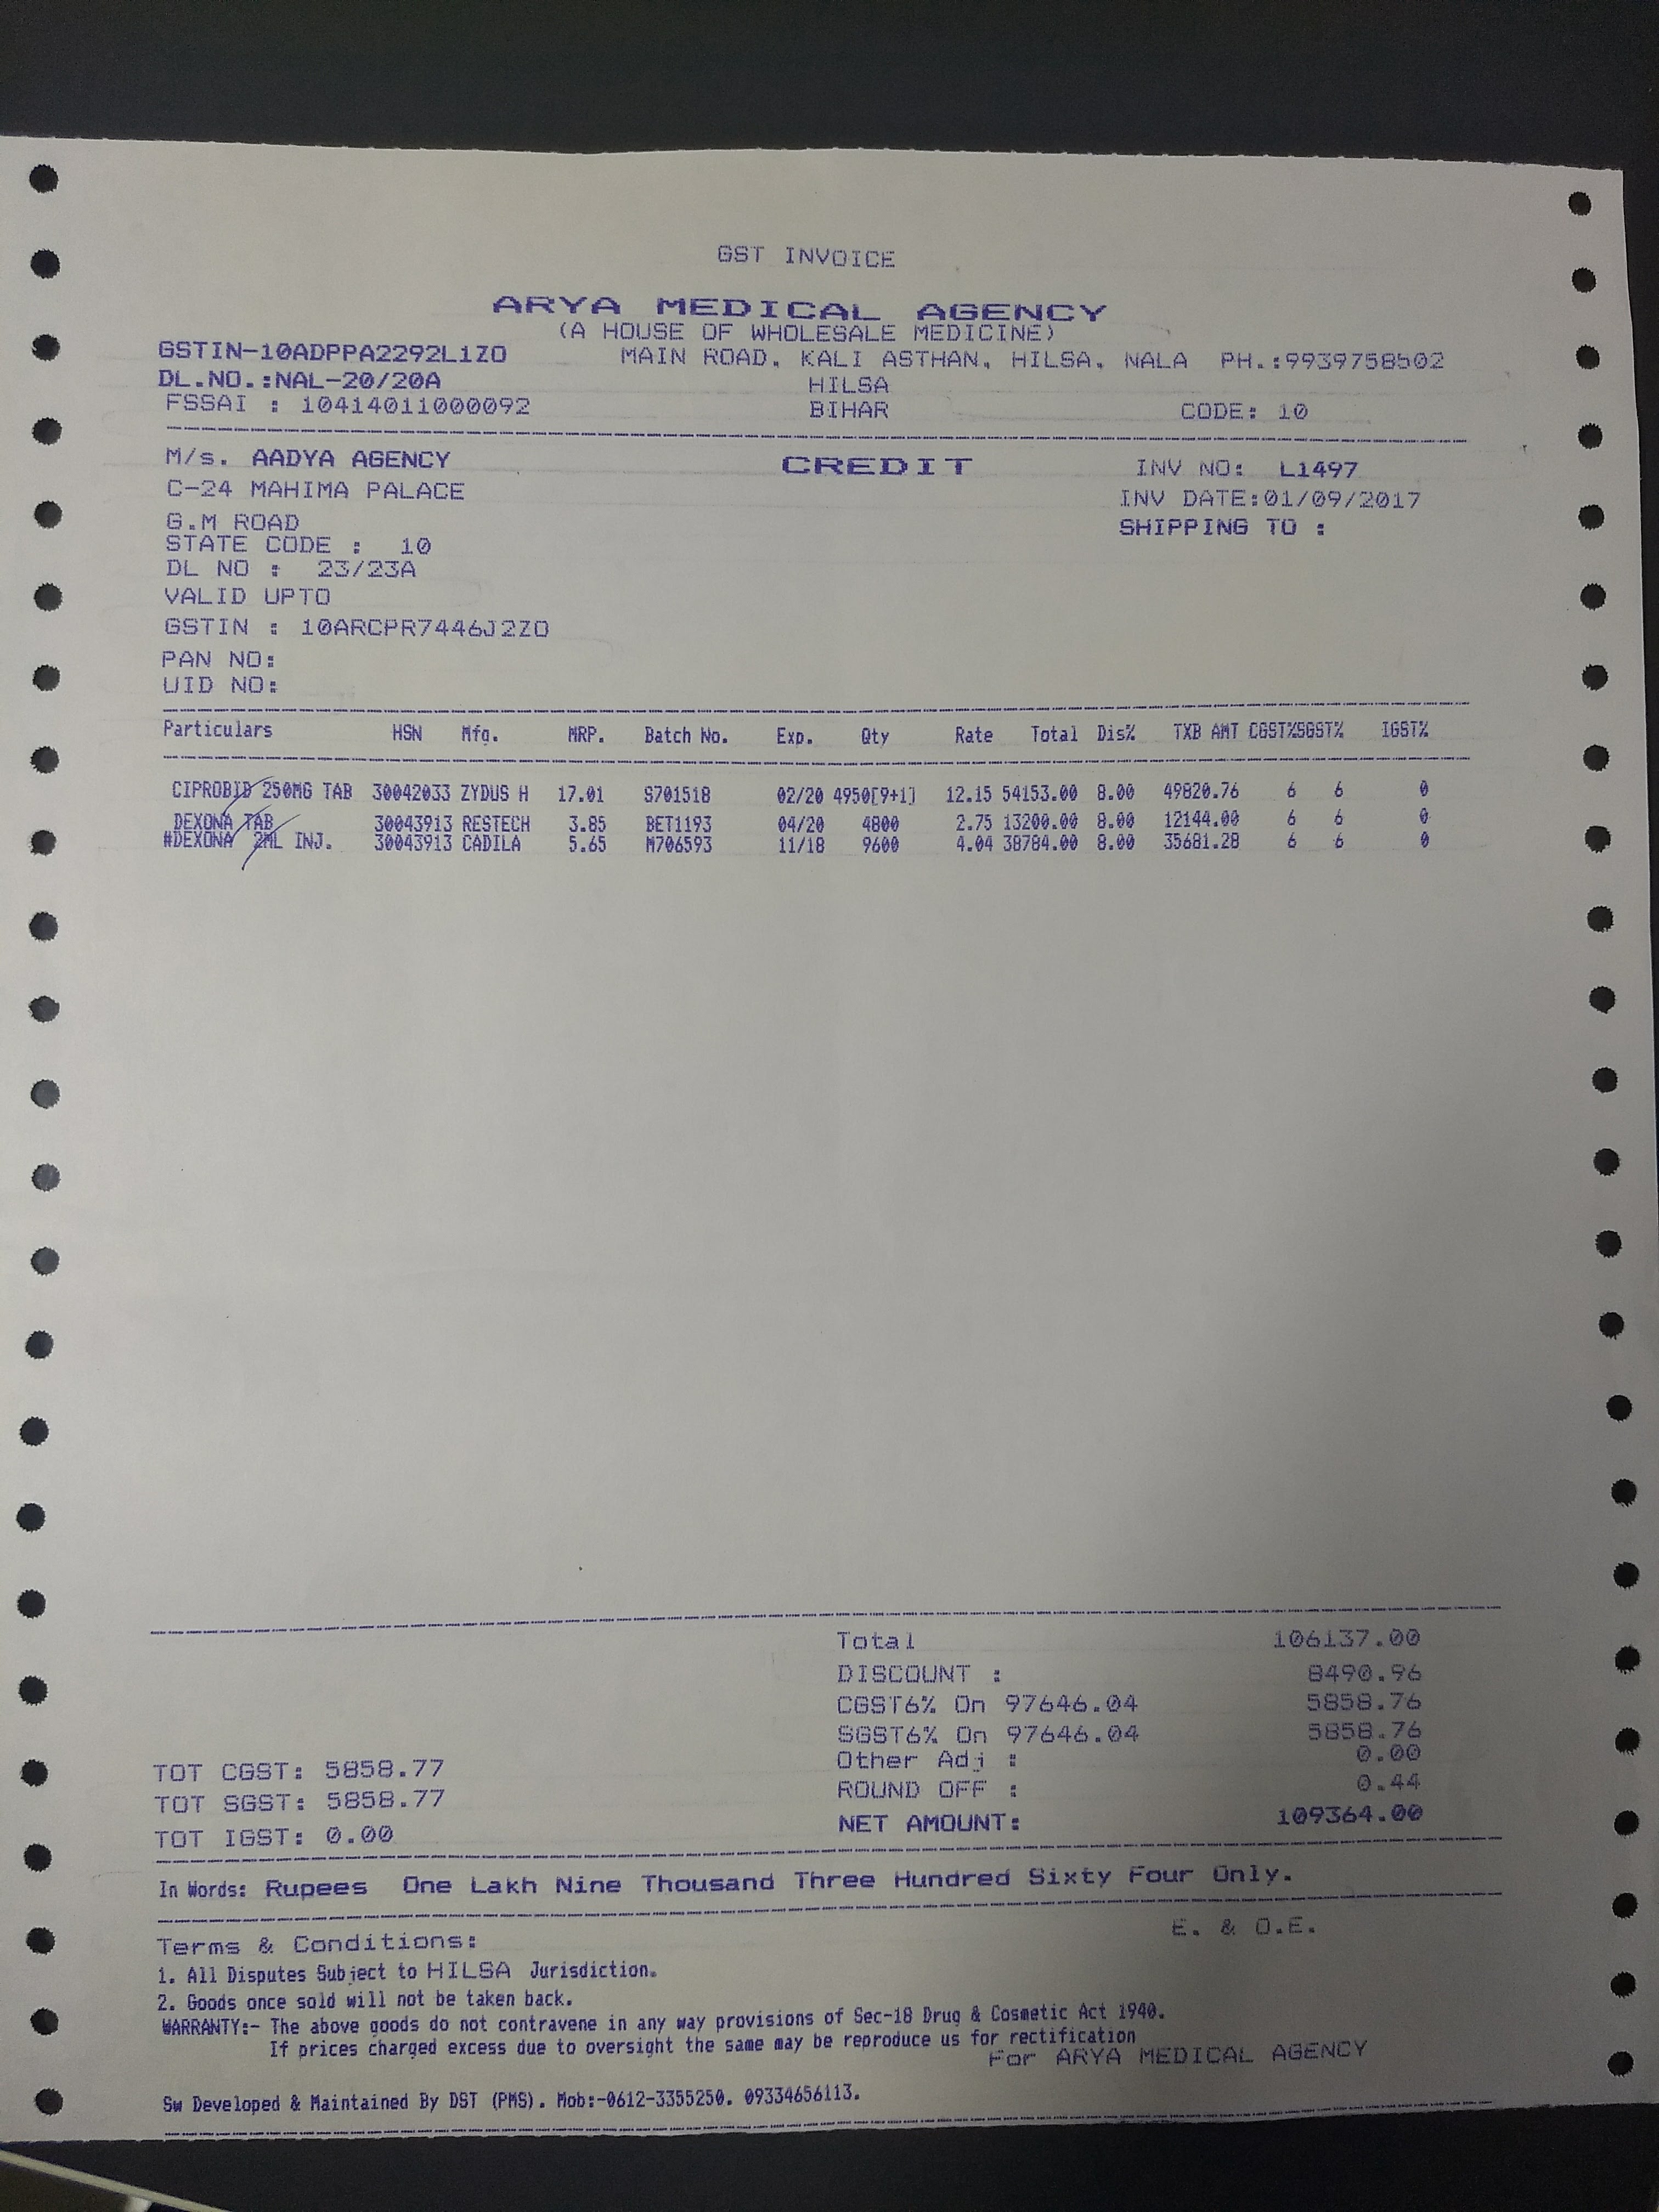 GST INVOICE
ARYA MEDICAL AGENCY
(A HOUSE OF WHOLESALE MEDICINE)
GSTIN-10ADPPA2292L1ZO MAIN ROAD, KALI ASTHAN, HILSA, NALA PH.:9939758502
DL.NO.:NAL-20/20A HILSA
FSSAI : 10414011000092 BIHAR CODE: 10
M/s. AADYA AGENCY CREDIT INV NO: L1497
C-24 MAHIMA PALACE INV DATE:01/09/2017
G.M ROAD SHIPPING TO :
STATE CODE : 10
DL NO : 23/23A
VALID UPTO
GSTIN : 10ARCPR7446J2ZO
PAN NO:
UID NO:
Particulars HSN Mfg. MRP. Batch No. Exp. Qty Rate Total Dis% TXB AMT CGST%SGST% IGST%
CIPROBID 250MG TAB 30042033 ZYDUS H 17.01 S701518 02/20 4950[9+1] 12.15 54153.00 8.00 49820.76 6 6 0
DEXONA TAB 30043913 RESTECH 3.85 BET1193 04/20 4800 2.75 13200.00 8.00 12144.00 6 6 0
#DEXONA 2ML INJ. 30043913 CADILA 5.65 M706593 11/18 9600 4.04 38784.00 8.00 35681.28 6 6 0
Total 106137.00
DISCOUNT : 8490.96
CGST6% On 97646.04 5858.76
SGST6% On 97646.04 5858.76
TOT CGST: 5858.77 Other Adj : 0.00
TOT SGST: 5858.77 ROUND OFF : 0.44
TOT IGST: 0.00 NET AMOUNT: 109364.00
In Words: Rupees One Lakh Nine Thousand Three Hundred Sixty Four Only.
E. & O.E.
Terms & Conditions:
1. All Disputes Subject to HILSA Jurisdiction.
2. Goods once sold will not be taken back.
WARRANTY:- The above goods do not contravene in any way provisions of Sec-18 Drug & Cosmetic Act 1940.
If prices charged excess due to oversight the same may be reproduce us for rectification
For ARYA MEDICAL AGENCY
Sw Developed & Maintained By DST (PMS). Mob:-0612-3355250. 09334656113.